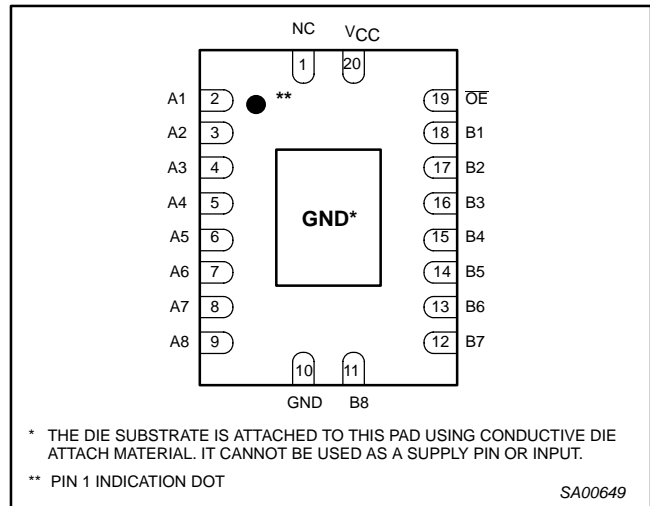 NC VCC
1 20
A1 2 ** 19 OE
A2 3 18 B1
A3 4 17 B2
A4 5 GND* 16 B3
A5 6 15 B4
A6 7 14 B5
A7 8 13 B6
A8 9 12 B7
10 11
GND B8
* THE DIE SUBSTRATE IS ATTACHED TO THIS PAD USING CONDUCTIVE DIE
ATTACH MATERIAL. IT CANNOT BE USED AS A SUPPLY PIN OR INPUT.
** PIN 1 INDICATION DOT
SA00649